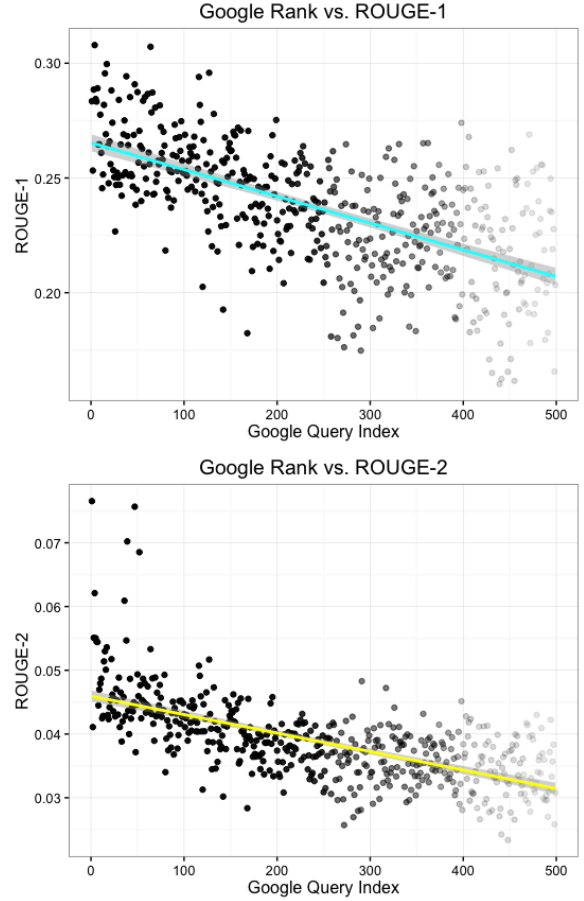 Google Rank vs. ROUGE-1
ROUGE-1
0.30
0.25
0.20
0 100 200 300 400 500
Google Query Index
Google Rank vs. ROUGE-2
ROUGE-2
0.07
0.06
0.05
0.04
0.03
0 100 200 300 400 500
Google Query Index